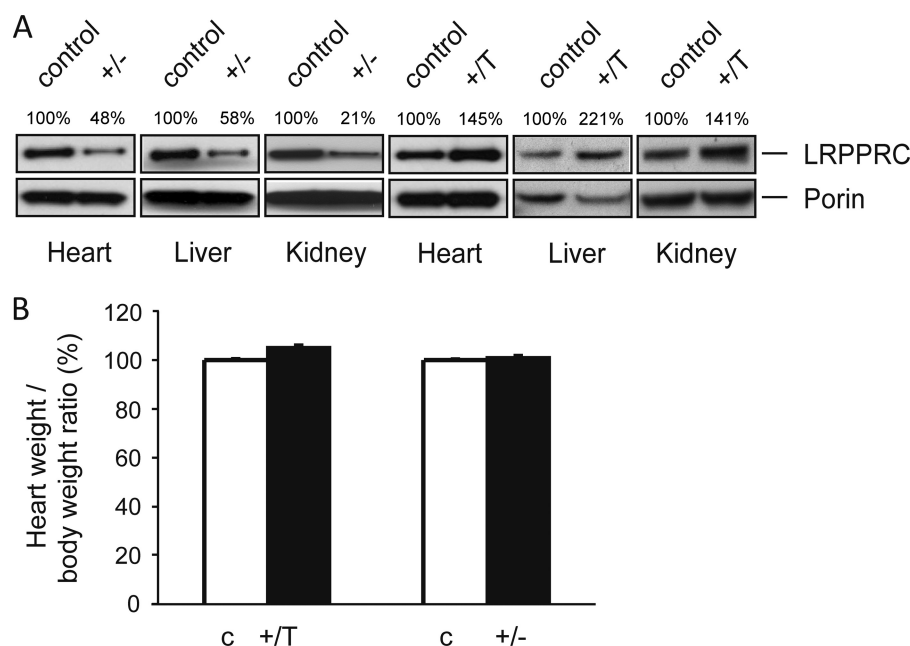 A
control +/- control +/- control +/- control +/T control +/T control +/T
100% 48% 100% 58% 100% 21% 100% 145% 100% 221% 100% 141%
LRPPRC
Porin
Heart Liver Kidney Heart Liver Kidney
B
Heart weight /
body weight ratio (%)
120
100
80
60
40
20
0
c +/T c +/-